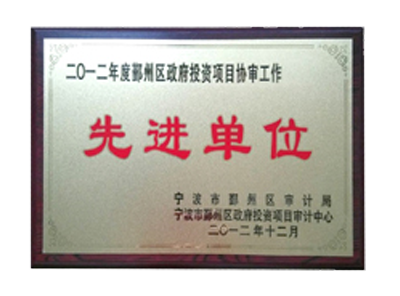 二〇一二年度鄞州区政府投资项目协审工作
先进单位
宁波市鄞州区审计局
宁波市鄞州区政府投资项目审计中心
二〇一二年十二月